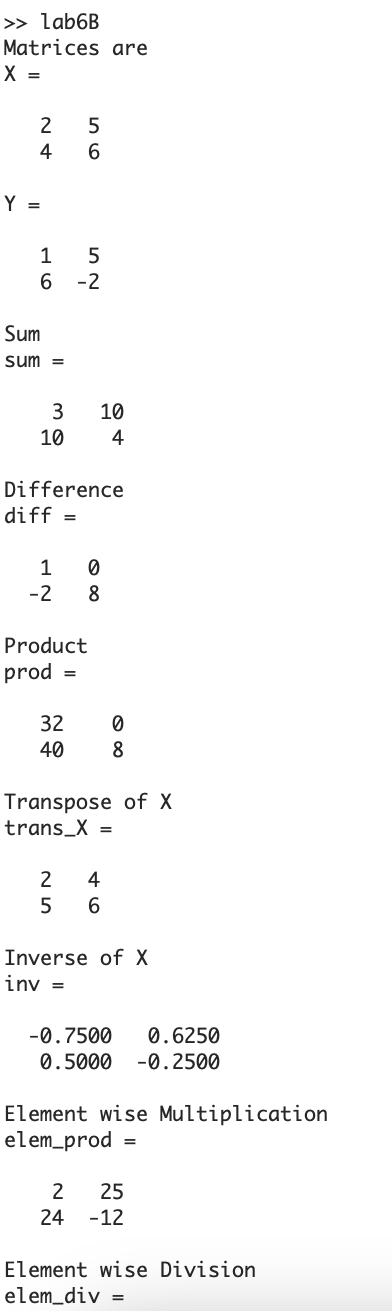 >> lab6B
Matrices are
X =
2 5
4 6
Y =
1 5
6 -2
Sum
sum =
3 10
10 4
Difference
diff =
1 0
-2 8
Product
prod =
32 0
40 8
Transpose of X
trans_X =
2 4
5 6
Inverse of X
inv =
-0.7500 0.6250
0.5000 -0.2500
Element wise Multiplication
elem_prod =
2 25
24 -12
Element wise Division
elem_div =